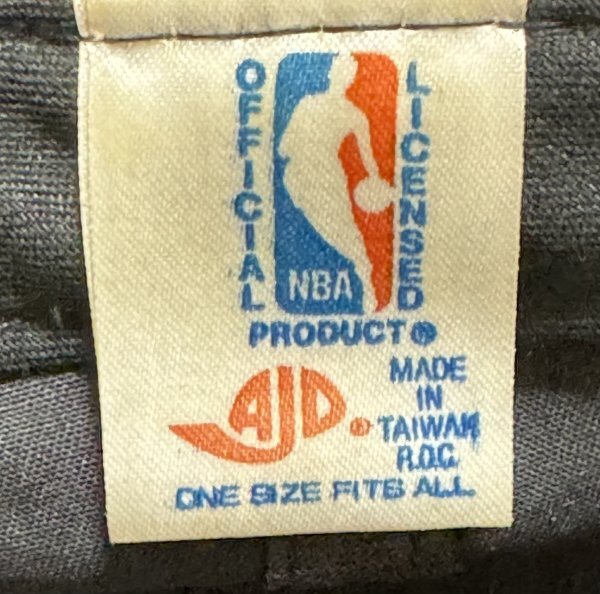 OFFICIAL
LICENSED
NBA
PRODUCT®
AJD®
MADE
IN
TAIWAN
R.O.C.
ONE SIZE FITS ALL